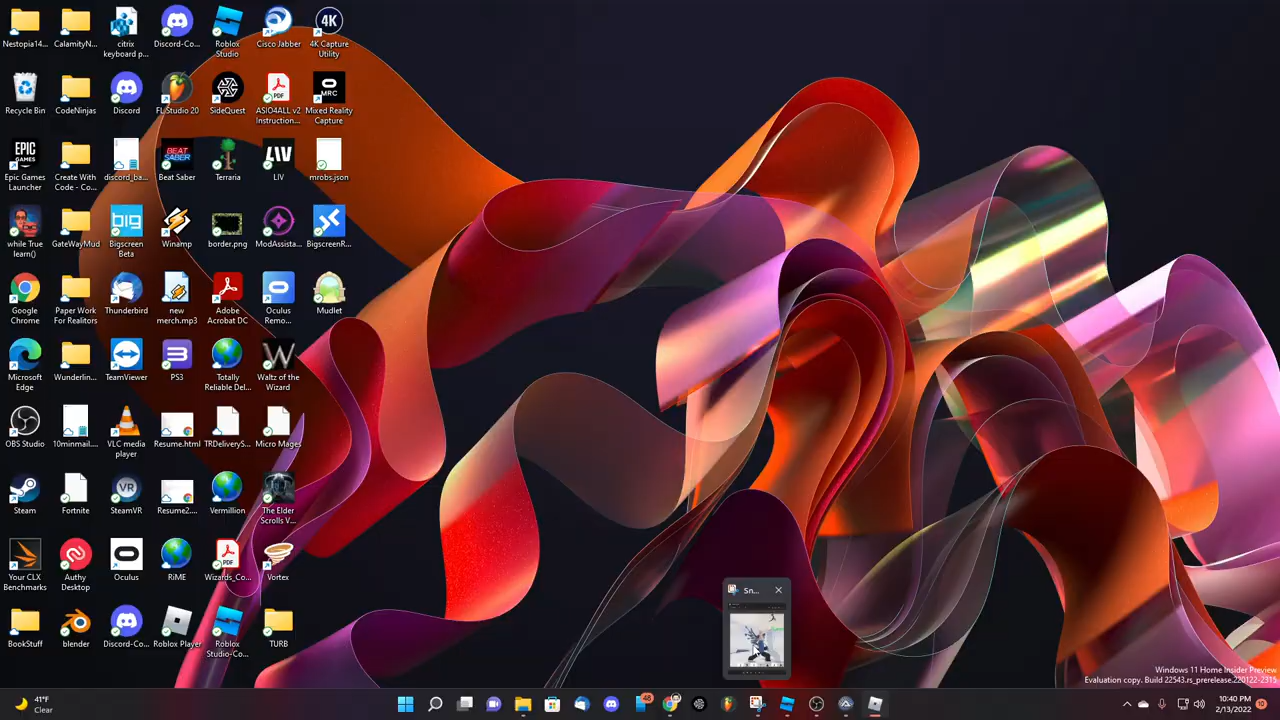 Nestopia14...
CalamityN...
citrix
keyboard p...
Discord-Co...
Roblox
Studio
Cisco Jabber
4K
4K Capture
Utility
Recycle Bin
CodeNinjas
Discord
FL Studio 20
SideQuest
PDF
ASIO4ALL v2
Instruction...
MRC
Mixed Reality
Capture
EPIC
GAMES
Epic Games
Launcher
Create With
Code - Co...
discord_ba...
BEAT
SABER
Beat Saber
Terraria
LIV
LIV
mrobs.json
while True
learn()
GateWayMud
big
Bigscreen
Beta
Winamp
border.png
ModAssista...
BigscreenR...
Google
Chrome
Paper Work
For Realitors
Thunderbird
new
merch.mp3
Adobe
Acrobat DC
Oculus
Remo...
Mudlet
Microsoft
Edge
Wunderlin...
TeamViewer
PS3
Totally
Reliable Del...
W
Waltz of the
Wizard
OBS Studio
10minmail....
VLC media
player
Resume.html
TRDeliveryS...
Micro Mages
Steam
Fortnite
VR
SteamVR
Resume2....
Vermillion
The Elder
Scrolls V...
Your CLX
Benchmarks
Authy
Desktop
Oculus
RiME
PDF
Wizards_Co...
Vortex
BookStuff
blender
Discord-Co...
Roblox Player
Roblox
Studio-Co...
TURB
Sn...
Windows 11 Home Insider Preview
Evaluation copy. Build 22543.rs_prerelease.220122-2315
41°F
Clear
48
10:40 PM
2/13/2022
10